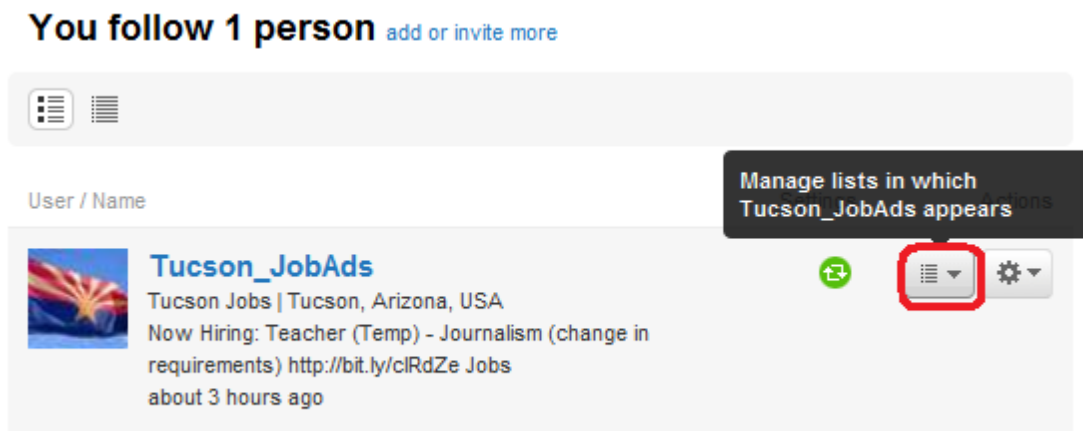 You follow 1 person add or invite more
Manage lists in which
Tucson_JobAds appears
User / Name
Settings
Actions
Tucson_JobAds
Tucson Jobs | Tucson, Arizona, USA
Now Hiring: Teacher (Temp) - Journalism (change in
requirements) http://bit.ly/clRdZe Jobs
about 3 hours ago